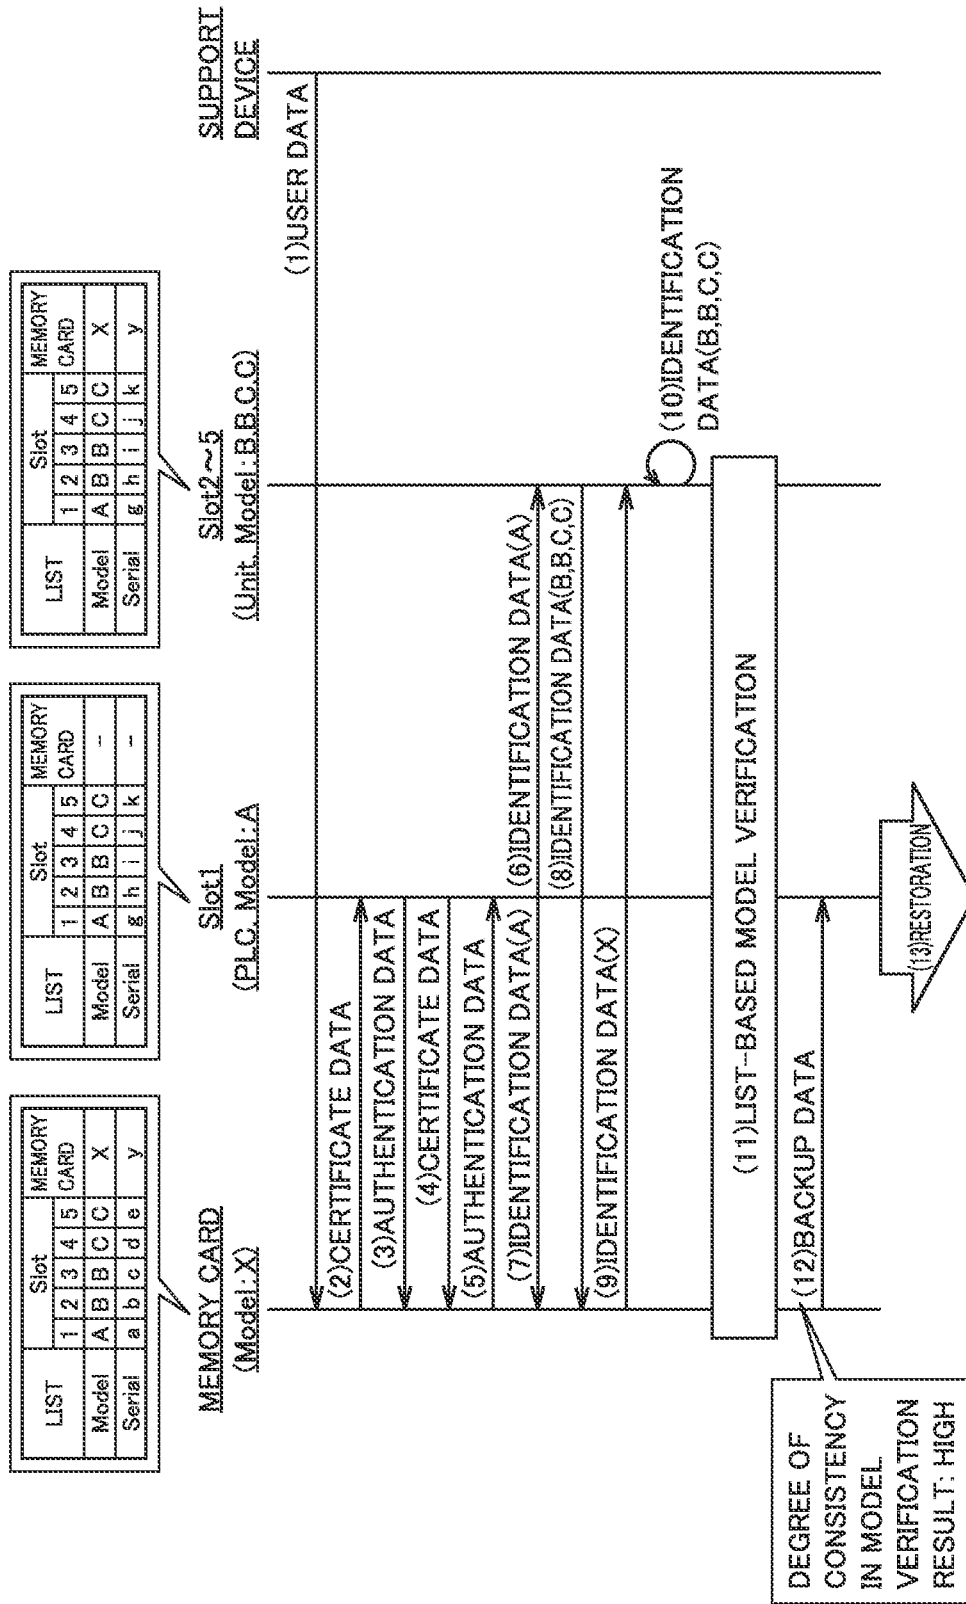 LIST Slot MEMORY CARD
1 2 3 4 5
Model A B B C C X
Serial a b c d e y
LIST Slot MEMORY CARD
1 2 3 4 5
Model A B B C C -
Serial g h i j k -
LIST Slot MEMORY CARD
1 2 3 4 5
Model A B B C C X
Serial g h i j k y
MEMORY CARD
(Model:X)
Slot1
(PLC, Model:A)
Slot2~5
(Unit, Model:B,B,C,C)
SUPPORT
DEVICE
(1)USER DATA
(2)CERTIFICATE DATA
(3)AUTHENTICATION DATA
(4)CERTIFICATE DATA
(5)AUTHENTICATION DATA
(6)IDENTIFICATION DATA(A)
(7)IDENTIFICATION DATA(A)
(8)IDENTIFICATION DATA(B,B,C,C)
(9)IDENTIFICATION DATA(X)
(10)IDENTIFICATION
DATA(B,B,C,C)
(11)LIST-BASED MODEL VERIFICATION
(12)BACKUP DATA
DEGREE OF
CONSISTENCY
IN MODEL
VERIFICATION
RESULT: HIGH
(13)RESTORATION